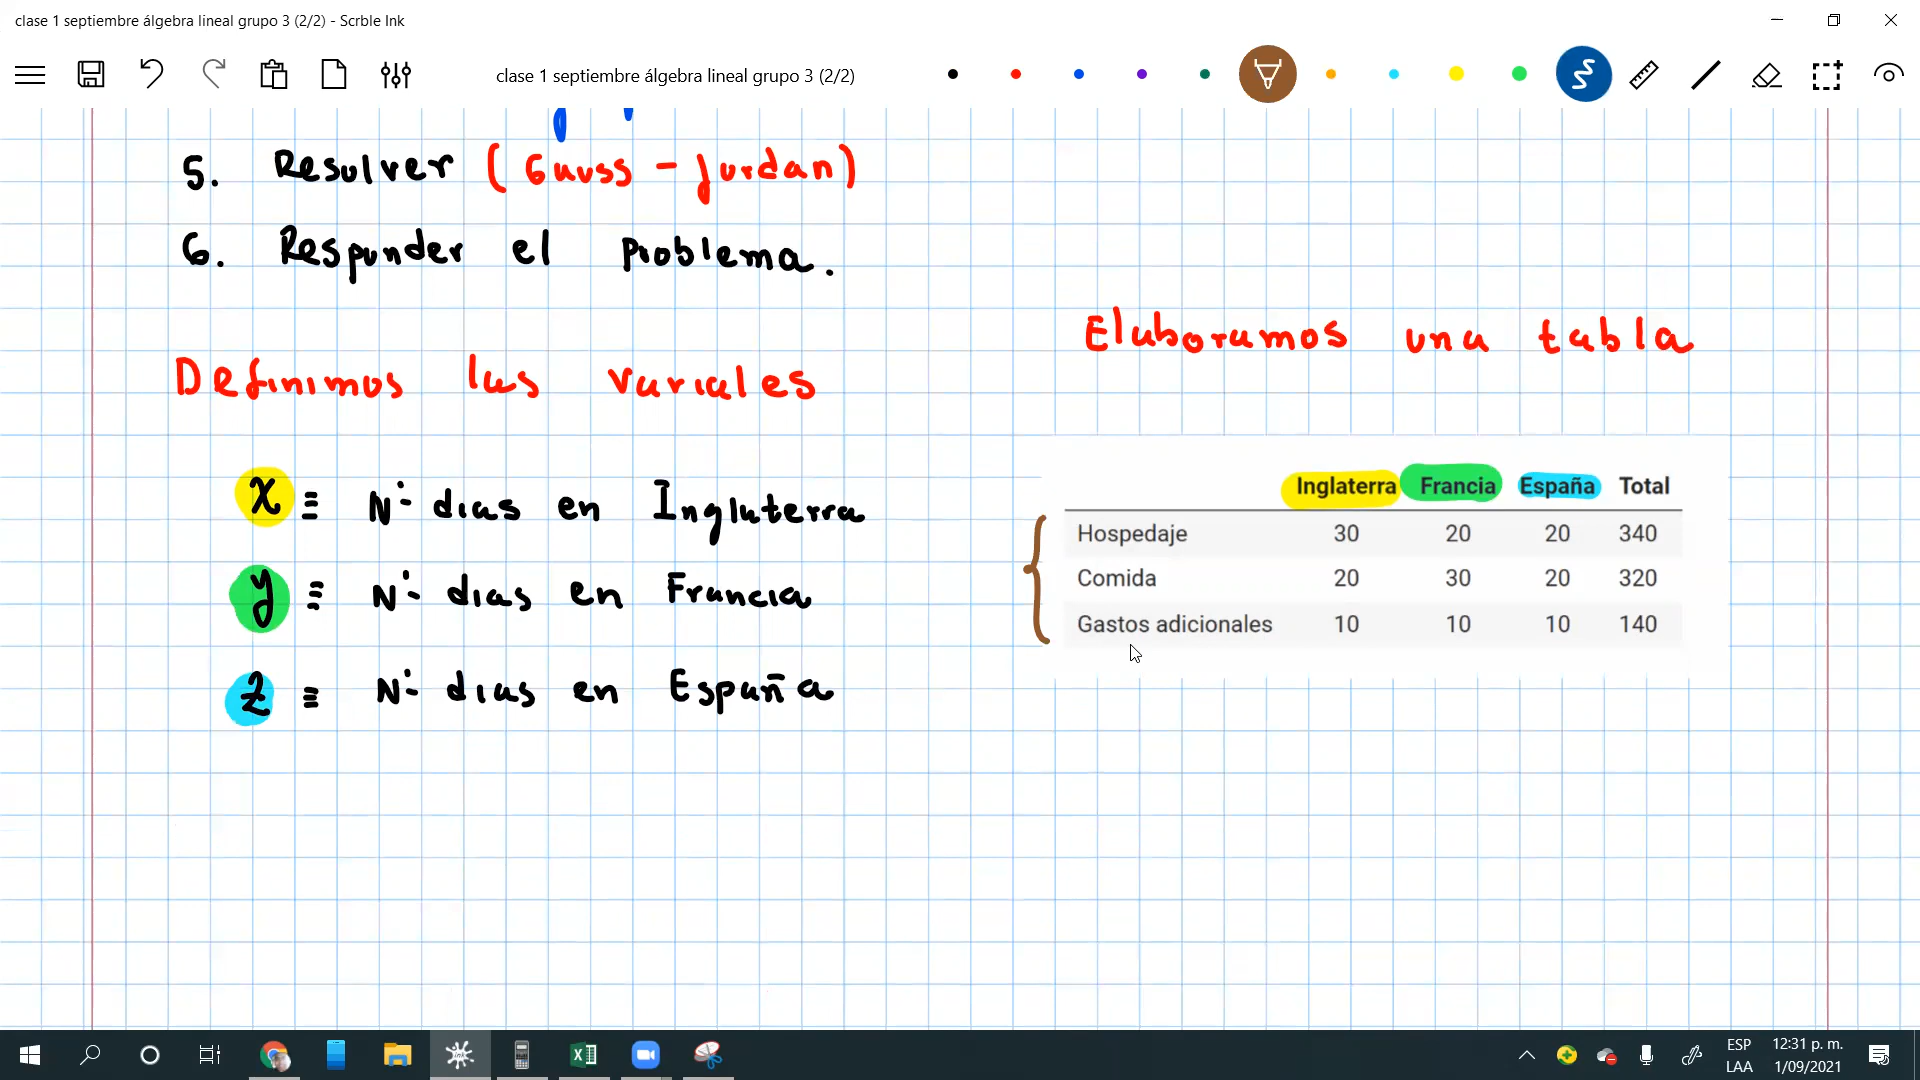 clase 1 septiembre álgebra lineal grupo 3 (2/2) - Scrble Ink
clase 1 septiembre álgebra lineal grupo 3 (2/2)
5. Resolver (Gauss - Jordan)
6. Responder el problema.
Elaboramos una tabla
Definimos las variales
x ≡ N° dias en Inglaterra
y ≡ N° dias en Francia
z ≡ N° dias en España
Inglaterra Francia España Total
Hospedaje 30 20 20 340
Comida 20 30 20 320
Gastos adicionales 10 10 10 140
ESP 12:31 p. m.
LAA 1/09/2021